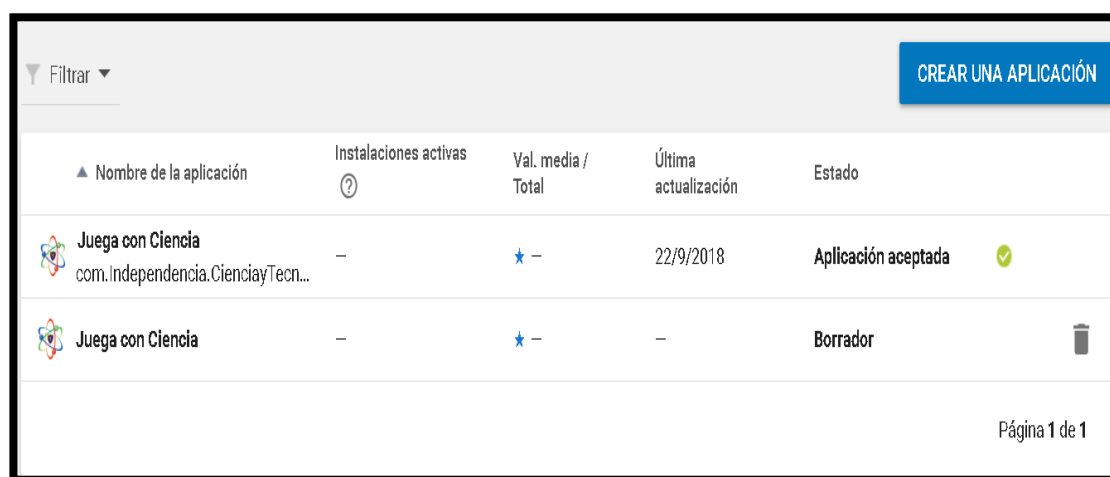 Filtrar
CREAR UNA APLICACIÓN
Nombre de la aplicación
Instalaciones activas
Val. media /
Total
Última
actualización
Estado
Juega con Ciencia
com.Independencia.CienciayTecn...
–
–
22/9/2018
Aplicación aceptada
Juega con Ciencia
–
–
–
Borrador
Página 1 de 1